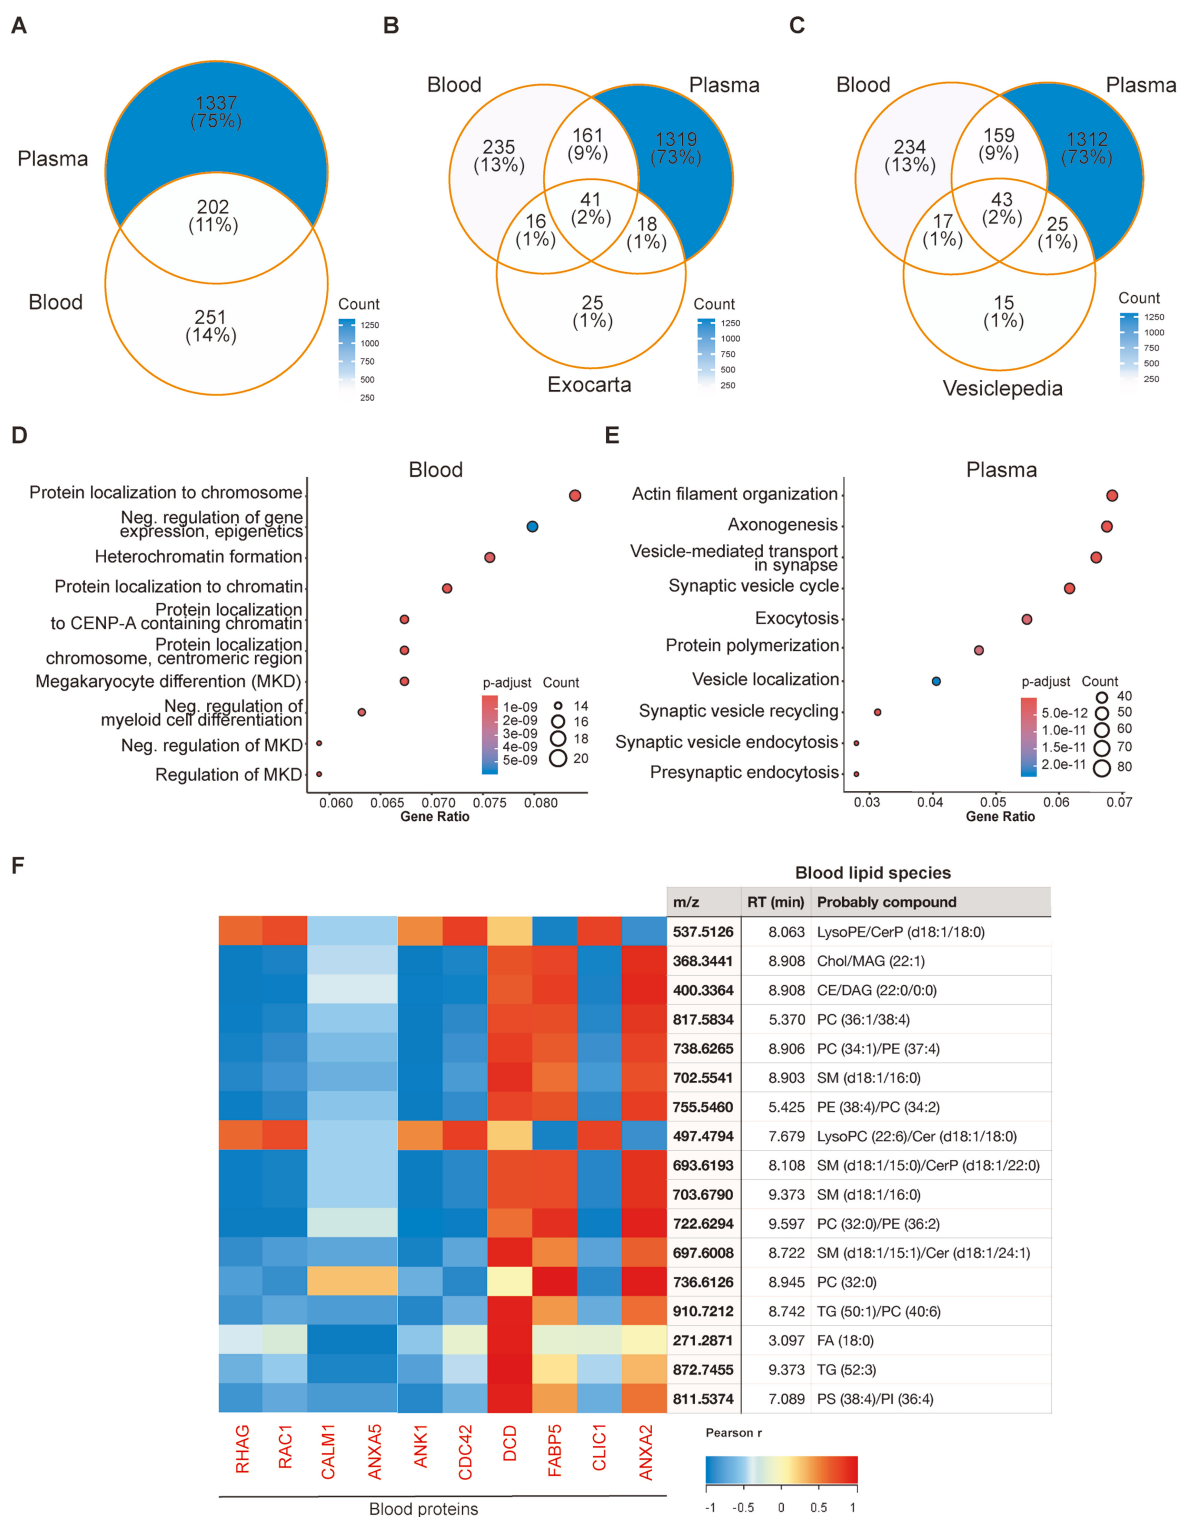 A
B
C
Plasma
1337
(75%)
202
(11%)
Blood
251
(14%)
Count
1250
1000
750
500
250
Blood
Plasma
235
(13%)
161
(9%)
1319
(73%)
41
(2%)
16
(1%)
18
(1%)
25
(1%)
Exocarta
Count
1250
1000
750
500
250
Blood
Plasma
234
(13%)
159
(9%)
1312
(73%)
43
(2%)
17
(1%)
25
(1%)
15
(1%)
Vesiclepedia
Count
1250
1000
750
500
250
D
Blood
Protein localization to chromosome
Neg. regulation of gene
expression, epigenetics
Heterochromatin formation
Protein localization to chromatin
Protein localization
to CENP-A containing chromatin
Protein localization
chromosome, centromeric region
Megakaryocyte differention (MKD)
Neg. regulation of
myeloid cell differentiation
Neg. regulation of MKD
Regulation of MKD
p-adjust
1e-09
2e-09
3e-09
4e-09
5e-09
Count
14
16
18
20
0.060 0.065 0.070 0.075 0.080
Gene Ratio
E
Plasma
Actin filament organization
Axonogenesis
Vesicle-mediated transport
in synapse
Synaptic vesicle cycle
Exocytosis
Protein polymerization
Vesicle localization
Synaptic vesicle recycling
Synaptic vesicle endocytosis
Presynaptic endocytosis
p-adjust
5.0e-12
1.0e-11
1.5e-11
2.0e-11
Count
40
50
60
70
80
0.03 0.04 0.05 0.06 0.07
Gene Ratio
F
Blood lipid species
m/z RT (min) Probably compound
537.5126 8.063 LysoPE/CerP (d18:1/18:0)
368.3441 8.908 Chol/MAG (22:1)
400.3364 8.908 CE/DAG (22:0/0:0)
817.5834 5.370 PC (36:1/38:4)
738.6265 8.906 PC (34:1)/PE (37:4)
702.5541 8.903 SM (d18:1/16:0)
755.5460 5.425 PE (38:4)/PC (34:2)
497.4794 7.679 LysoPC (22:6)/Cer (d18:1/18:0)
693.6193 8.108 SM (d18:1/15:0)/CerP (d18:1/22:0)
703.6790 9.373 SM (d18:1/16:0)
722.6294 9.597 PC (32:0)/PE (36:2)
697.6008 8.722 SM (d18:1/15:1)/Cer (d18:1/24:1)
736.6126 8.945 PC (32:0)
910.7212 8.742 TG (50:1)/PC (40:6)
271.2871 3.097 FA (18:0)
872.7455 9.373 TG (52:3)
811.5374 7.089 PS (38:4)/PI (36:4)
RHAG RAC1 CALM1 ANXA5 ANK1 CDC42 DCD FABP5 CLIC1 ANXA2
Blood proteins
Pearson r
-1 -0.5 0 0.5 1